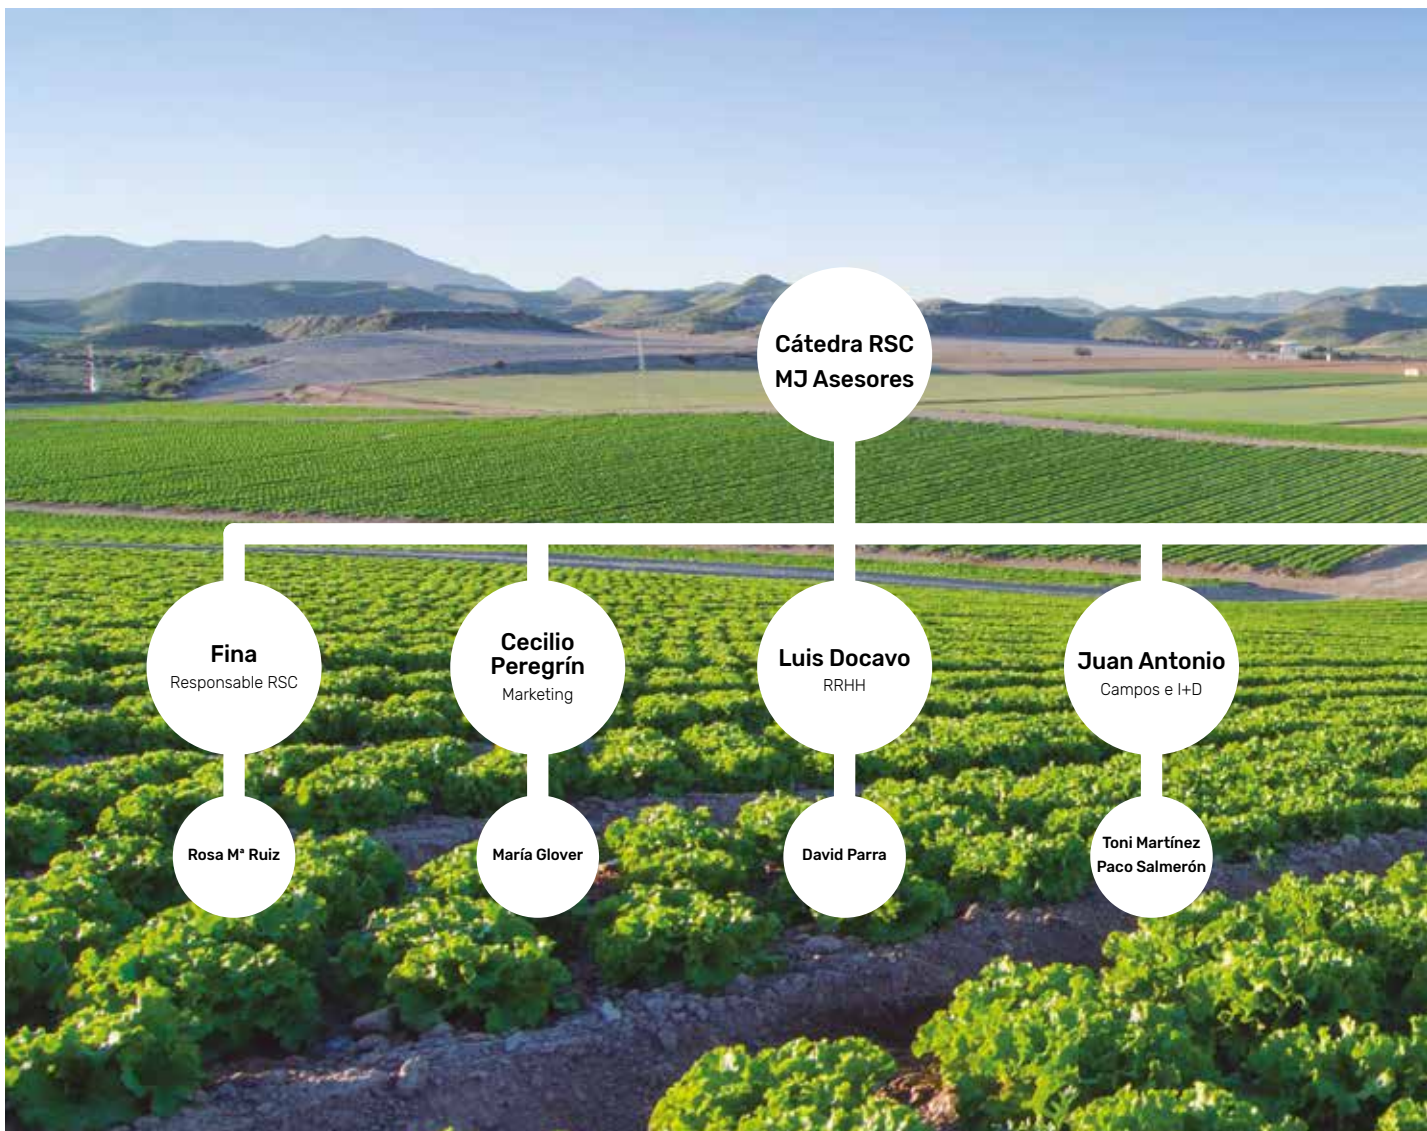 Cátedra RSC
MJ Asesores
Fina
Responsable RSC
Cecilio
Peregrín
Marketing
Luis Docavo
RRHH
Juan Antonio
Campos e I+D
Rosa Mª Ruiz
María Glover
David Parra
Toni Martínez
Paco Salmerón